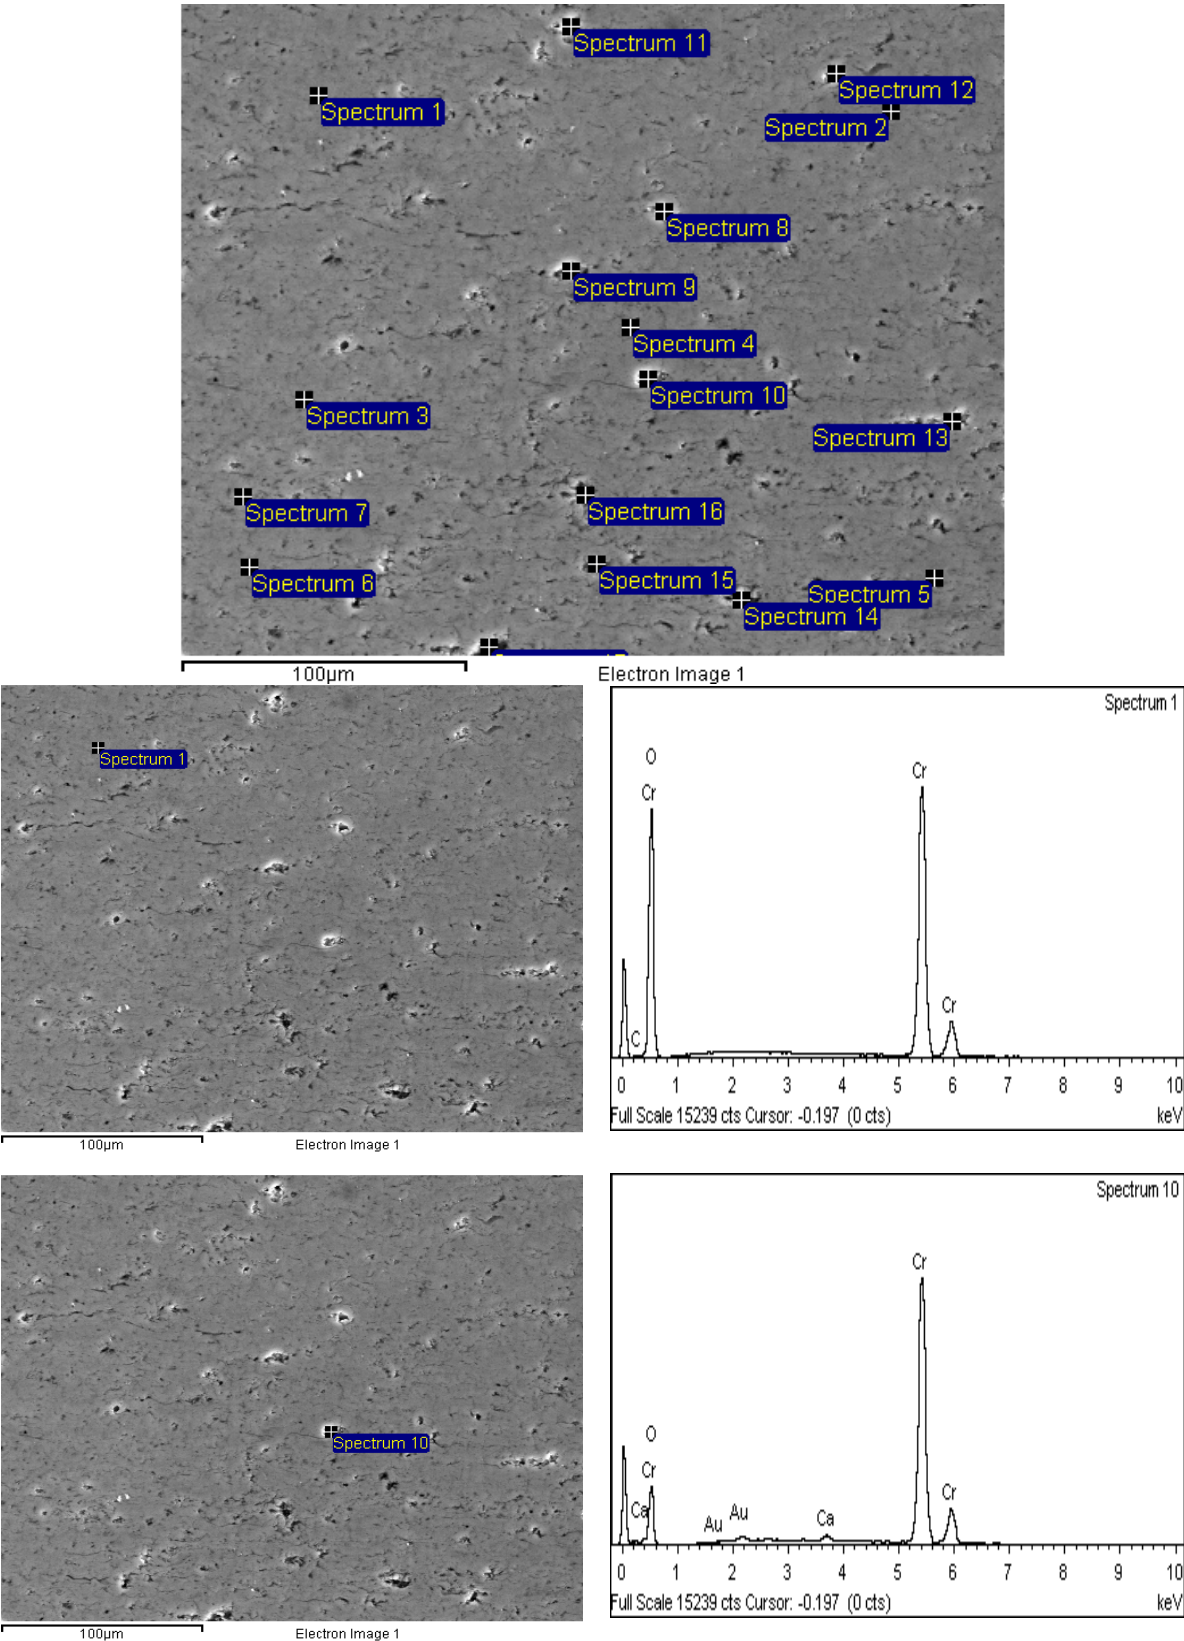 Spectrum 11
Spectrum 12
Spectrum 1
Spectrum 2
Spectrum 8
Spectrum 9
Spectrum 4
Spectrum 10
Spectrum 3
Spectrum 13
Spectrum 7
Spectrum 16
Spectrum 6
Spectrum 15
Spectrum 5
Spectrum 14
100µm
Electron Image 1
Spectrum 1
100µm
Electron Image 1
Spectrum 1
O
Cr
Cr
C
Cr
0 1 2 3 4 5 6 7 8 9 10
Full Scale 15239 cts Cursor: -0.197 (0 cts)
keV
Spectrum 10
100µm
Electron Image 1
Spectrum 10
Cr
O
Cr
Ca
Au
Au
Ca
Cr
0 1 2 3 4 5 6 7 8 9 10
Full Scale 15239 cts Cursor: -0.197 (0 cts)
keV